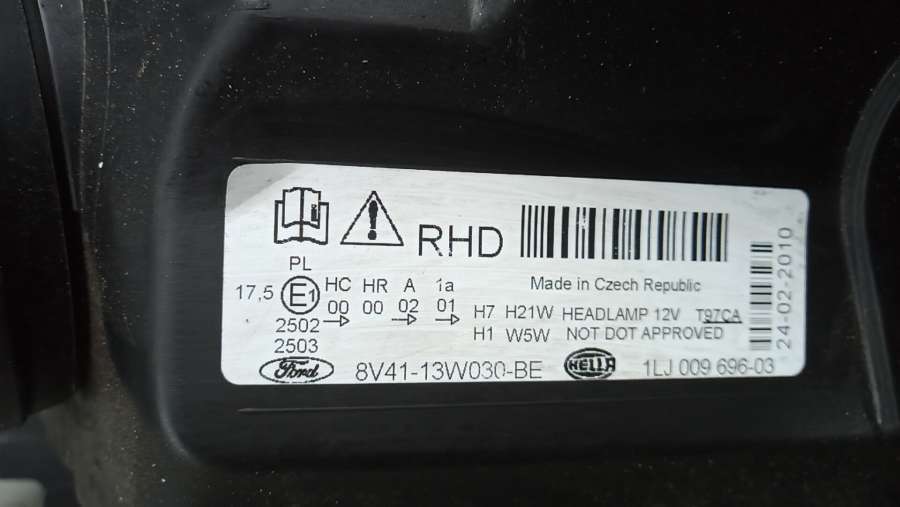 RHD
Made in Czech Republic
PL
17,5 E1 HC HR A 1a
00 00 02 01
2502
2503
H7 H21W HEADLAMP 12V T97CA
H1 W5W NOT DOT APPROVED
24-02-2010
Ford 8V41-13W030-BE HELLA 1LJ 009 696-03